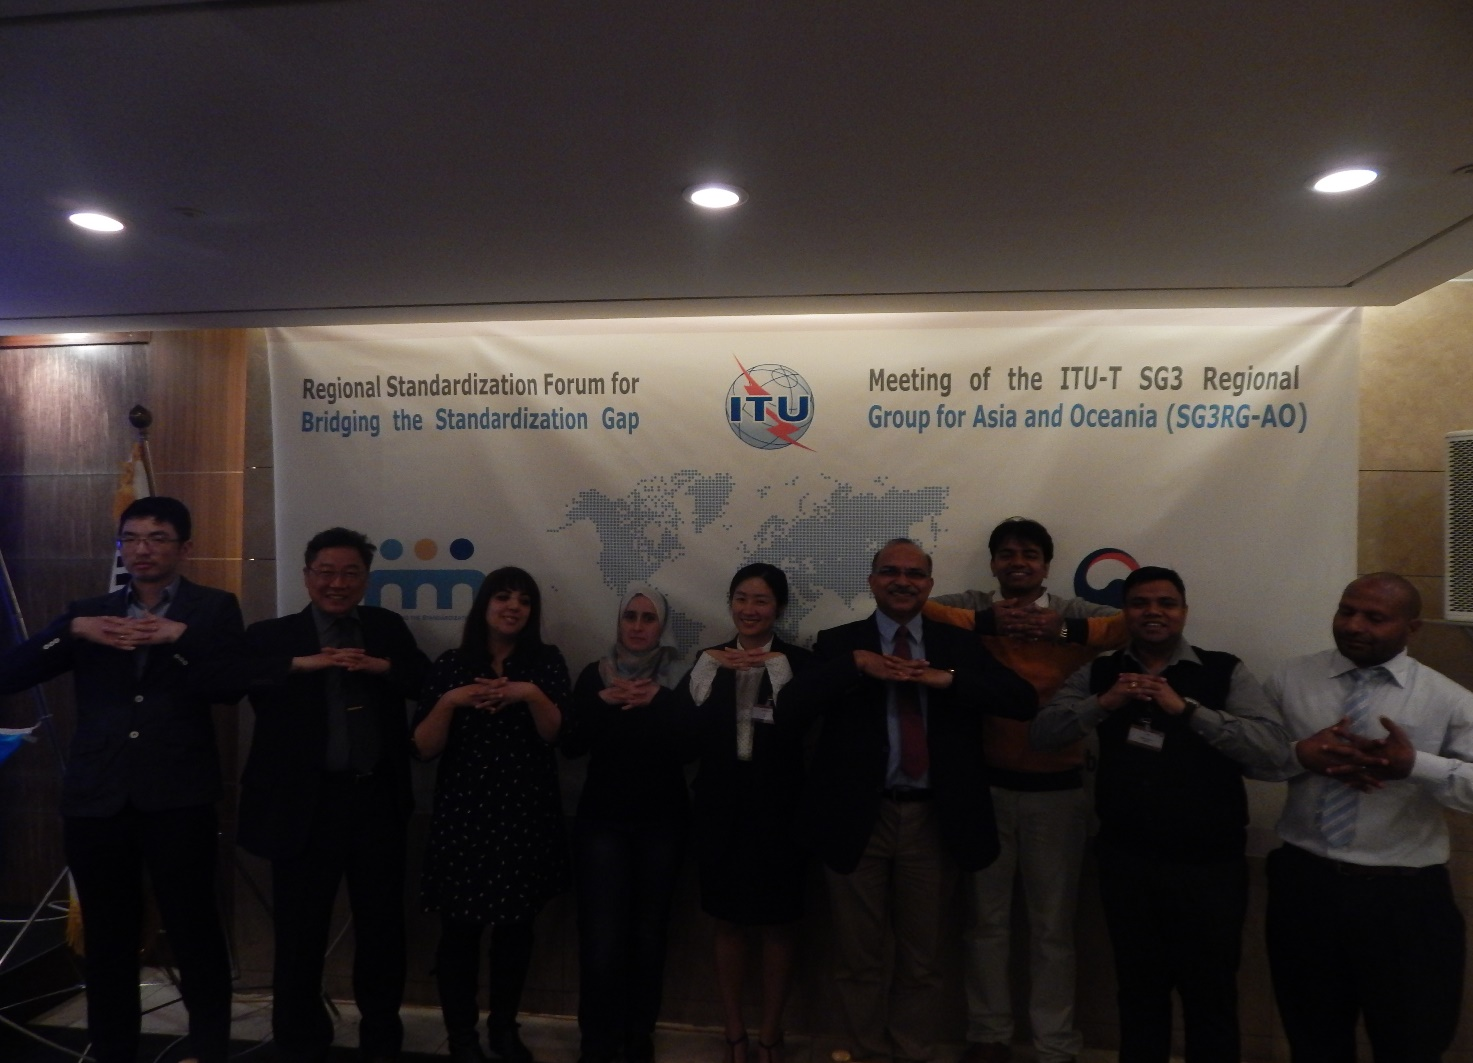 Regional Standardization Forum for
Bridging the Standardization Gap
ITU
Meeting of the ITU-T SG3 Regional
Group for Asia and Oceania (SG3RG-AO)